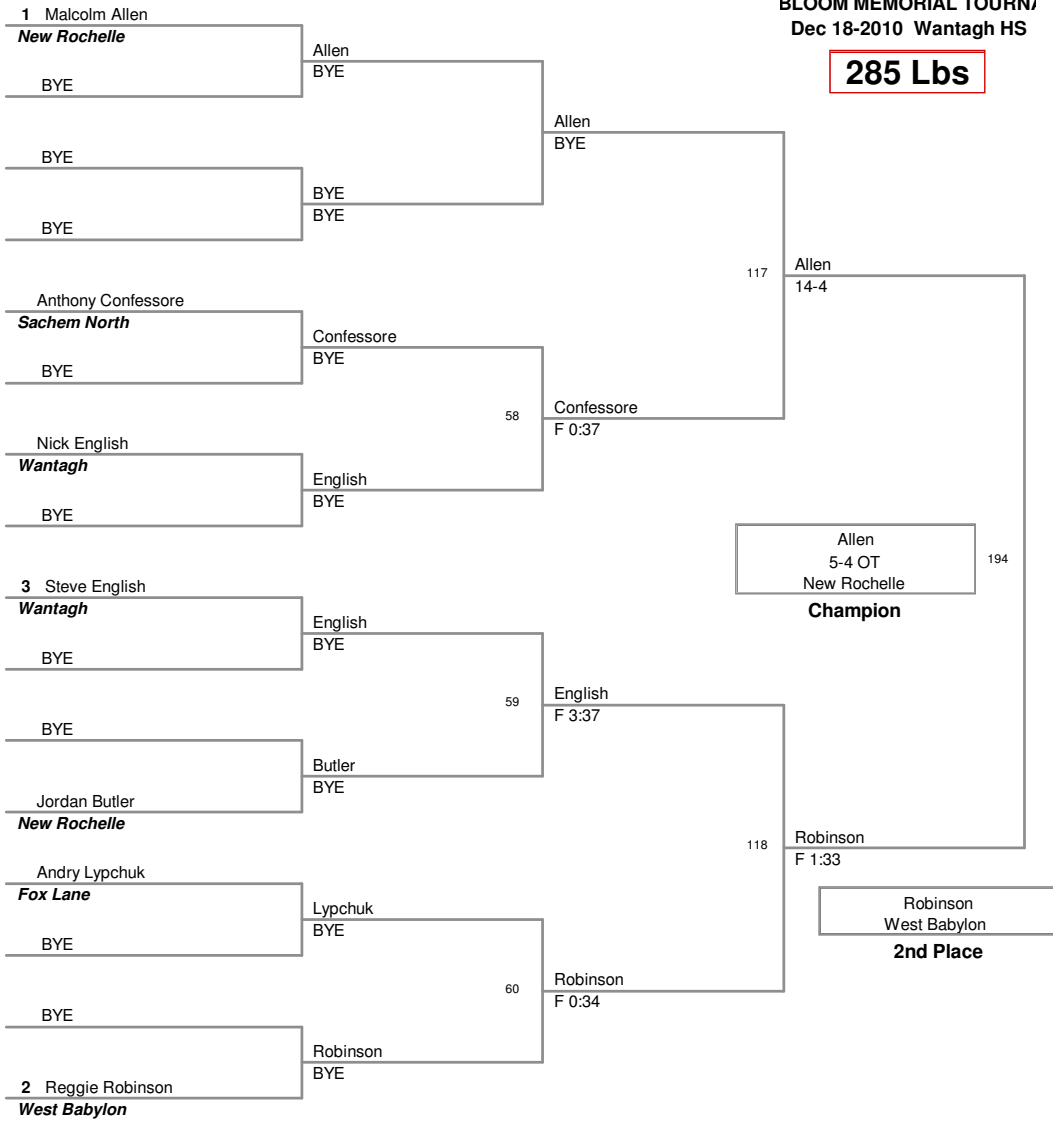 BLOOM MEMORIAL
Dec 18-2010 Wantagh HS
285 Lbs
1 Malcolm Allen
New Rochelle
BYE
BYE
BYE
Anthony Confessore
Sachem North
BYE
Nick English
Wantagh
BYE
3 Steve English
Wantagh
BYE
BYE
Jordan Butler
New Rochelle
Andry Lypchuk
Fox Lane
BYE
BYE
2 Reggie Robinson
West Babylon
Allen
BYE
BYE
BYE
Confessore
BYE
58
English
BYE
English
BYE
59
Butler
BYE
Lypchuk
BYE
60
Robinson
BYE
Allen
BYE
117
Confessore
F 0:37
English
F 3:37
118
Robinson
F 0:34
Allen
14-4
194
Robinson
F 1:33
Allen
5-4 OT
New Rochelle
Champion
Robinson
West Babylon
2nd Place